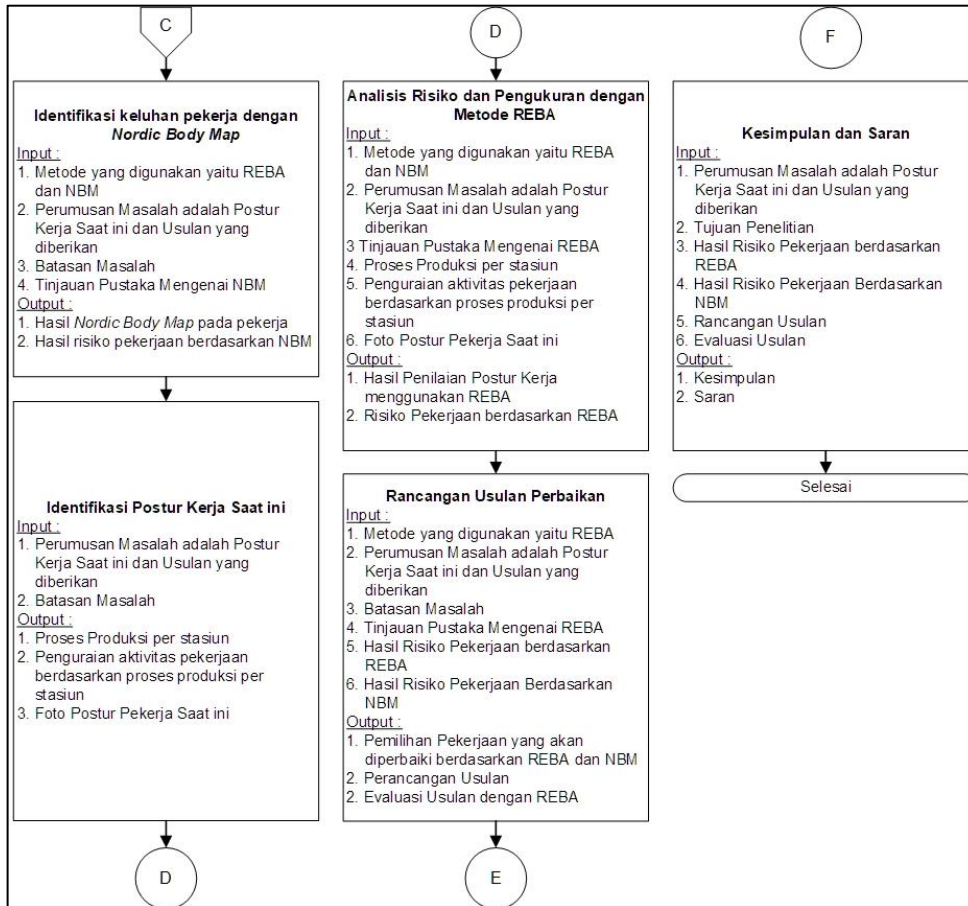 C
Identifikasi keluhan pekerja dengan
Nordic Body Map
Input :
1. Metode yang digunakan yaitu REBA
dan NBM
2. Perumusan Masalah adalah Postur
Kerja Saat ini dan Usulan yang
diberikan
3. Batasan Masalah
4. Tinjauan Pustaka Mengenai NBM
Output :
1. Hasil Nordic Body Map pada pekerja
2. Hasil risiko pekerjaan berdasarkan NBM
Identifikasi Postur Kerja Saat ini
Input :
1. Perumusan Masalah adalah Postur
Kerja Saat ini dan Usulan yang
diberikan
2. Batasan Masalah
Output :
1. Proses Produksi per stasiun
2. Penguraian aktivitas pekerjaan
berdasarkan proses produksi per
stasiun
3. Foto Postur Pekerja Saat ini
D
D
Analisis Risiko dan Pengukuran dengan
Metode REBA
Input :
1. Metode yang digunakan yaitu REBA
dan NBM
2. Perumusan Masalah adalah Postur
Kerja Saat ini dan Usulan yang
diberikan
3 Tinjauan Pustaka Mengenai REBA
4. Proses Produksi per stasiun
5. Penguraian aktivitas pekerjaan
berdasarkan proses produksi per
stasiun
6. Foto Postur Pekerja Saat ini
Output :
1. Hasil Penilaian Postur Kerja
menggunakan REBA
2. Risiko Pekerjaan berdasarkan REBA
Rancangan Usulan Perbaikan
Input :
1. Metode yang digunakan yaitu REBA
2. Perumusan Masalah adalah Postur
Kerja Saat ini dan Usulan yang
diberikan
3. Batasan Masalah
4. Tinjauan Pustaka Mengenai REBA
5. Hasil Risiko Pekerjaan berdasarkan
REBA
6. Hasil Risiko Pekerjaan Berdasarkan
NBM
Output :
1. Pemilihan Pekerjaan yang akan
diperbaiki berdasarkan REBA dan NBM
2. Perancangan Usulan
2. Evaluasi Usulan dengan REBA
E
F
Kesimpulan dan Saran
Input :
1. Perumusan Masalah adalah Postur
Kerja Saat ini dan Usulan yang
diberikan
2. Tujuan Penelitian
3. Hasil Risiko Pekerjaan berdasarkan
REBA
4. Hasil Risiko Pekerjaan Berdasarkan
NBM
5. Rancangan Usulan
6. Evaluasi Usulan
Output :
1. Kesimpulan
2. Saran
Selesai